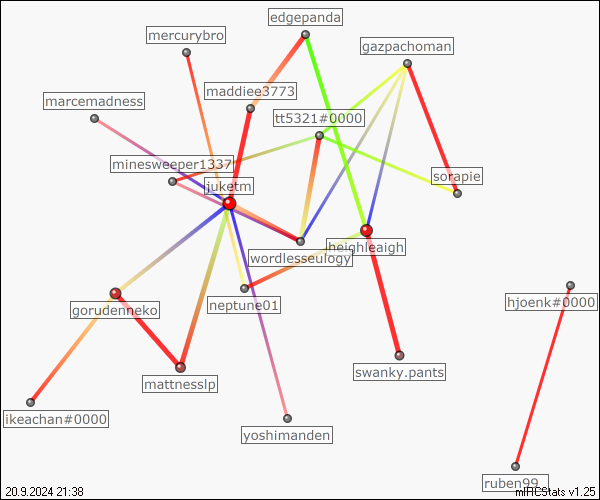 edgepanda
mercurybro
gazpachoman
maddiee3773
marcemadness
tt5321#0000
minesweeper1337
juketm
sorapie
heighleaigh
wordlesseulogy
neptune01
gorudenneko
hjoenk#0000
swanky.pants
mattnesslp
ikeachan#0000
yoshimanden
ruben99_
20.9.2024 21:38
mIRCStats v1.25